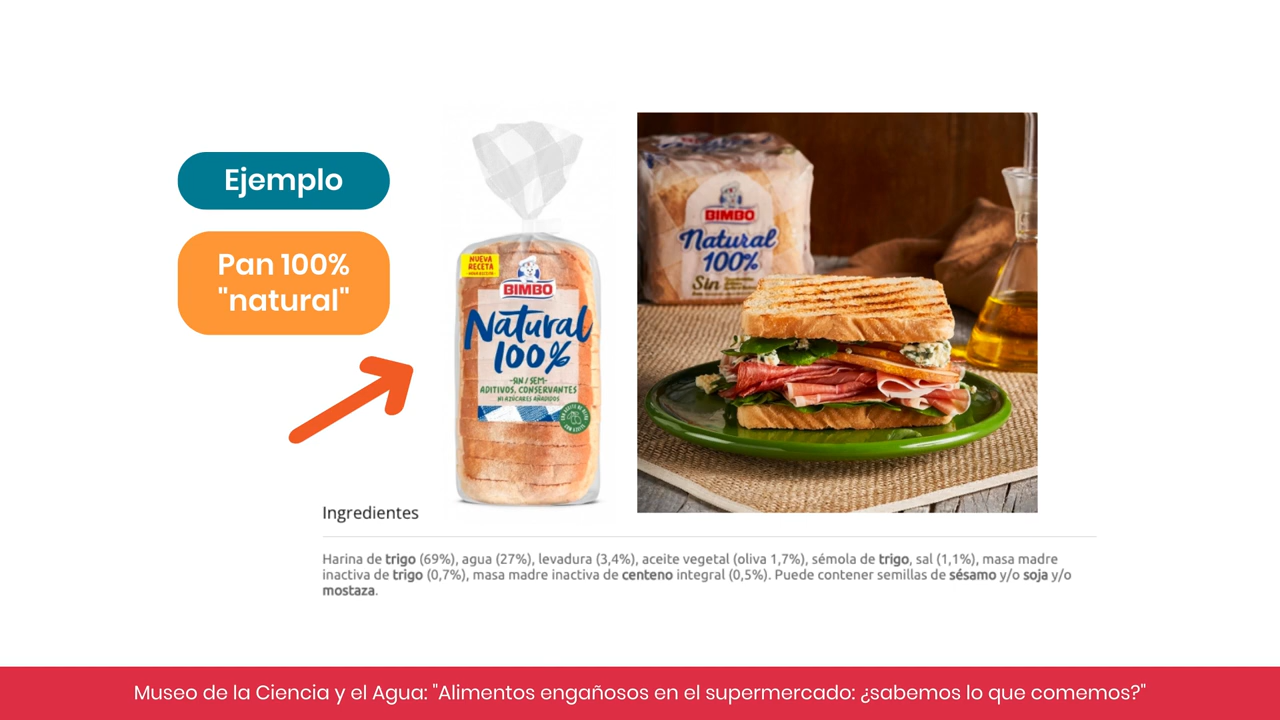 Ejemplo
Pan 100%
"natural"
NUEVA
RECETA
BIMBO
Natural
100%
-SIN / SEM-
ADITIVOS, CONSERVANTES
NI AZÚCARES AÑADIDOS
BIMBO
Natural
100%
Sin
Ingredientes
Harina de trigo (69%), agua (27%), levadura (3,4%), aceite vegetal (oliva 1,7%), sémola de trigo, sal (1,1%), masa madre
inactiva de trigo (0,7%), masa madre inactiva de centeno integral (0,5%). Puede contener semillas de sésamo y/o soja y/o
mostaza.
Museo de la Ciencia y el Agua: "Alimentos engañosos en el supermercado: ¿sabemos lo que comemos?"